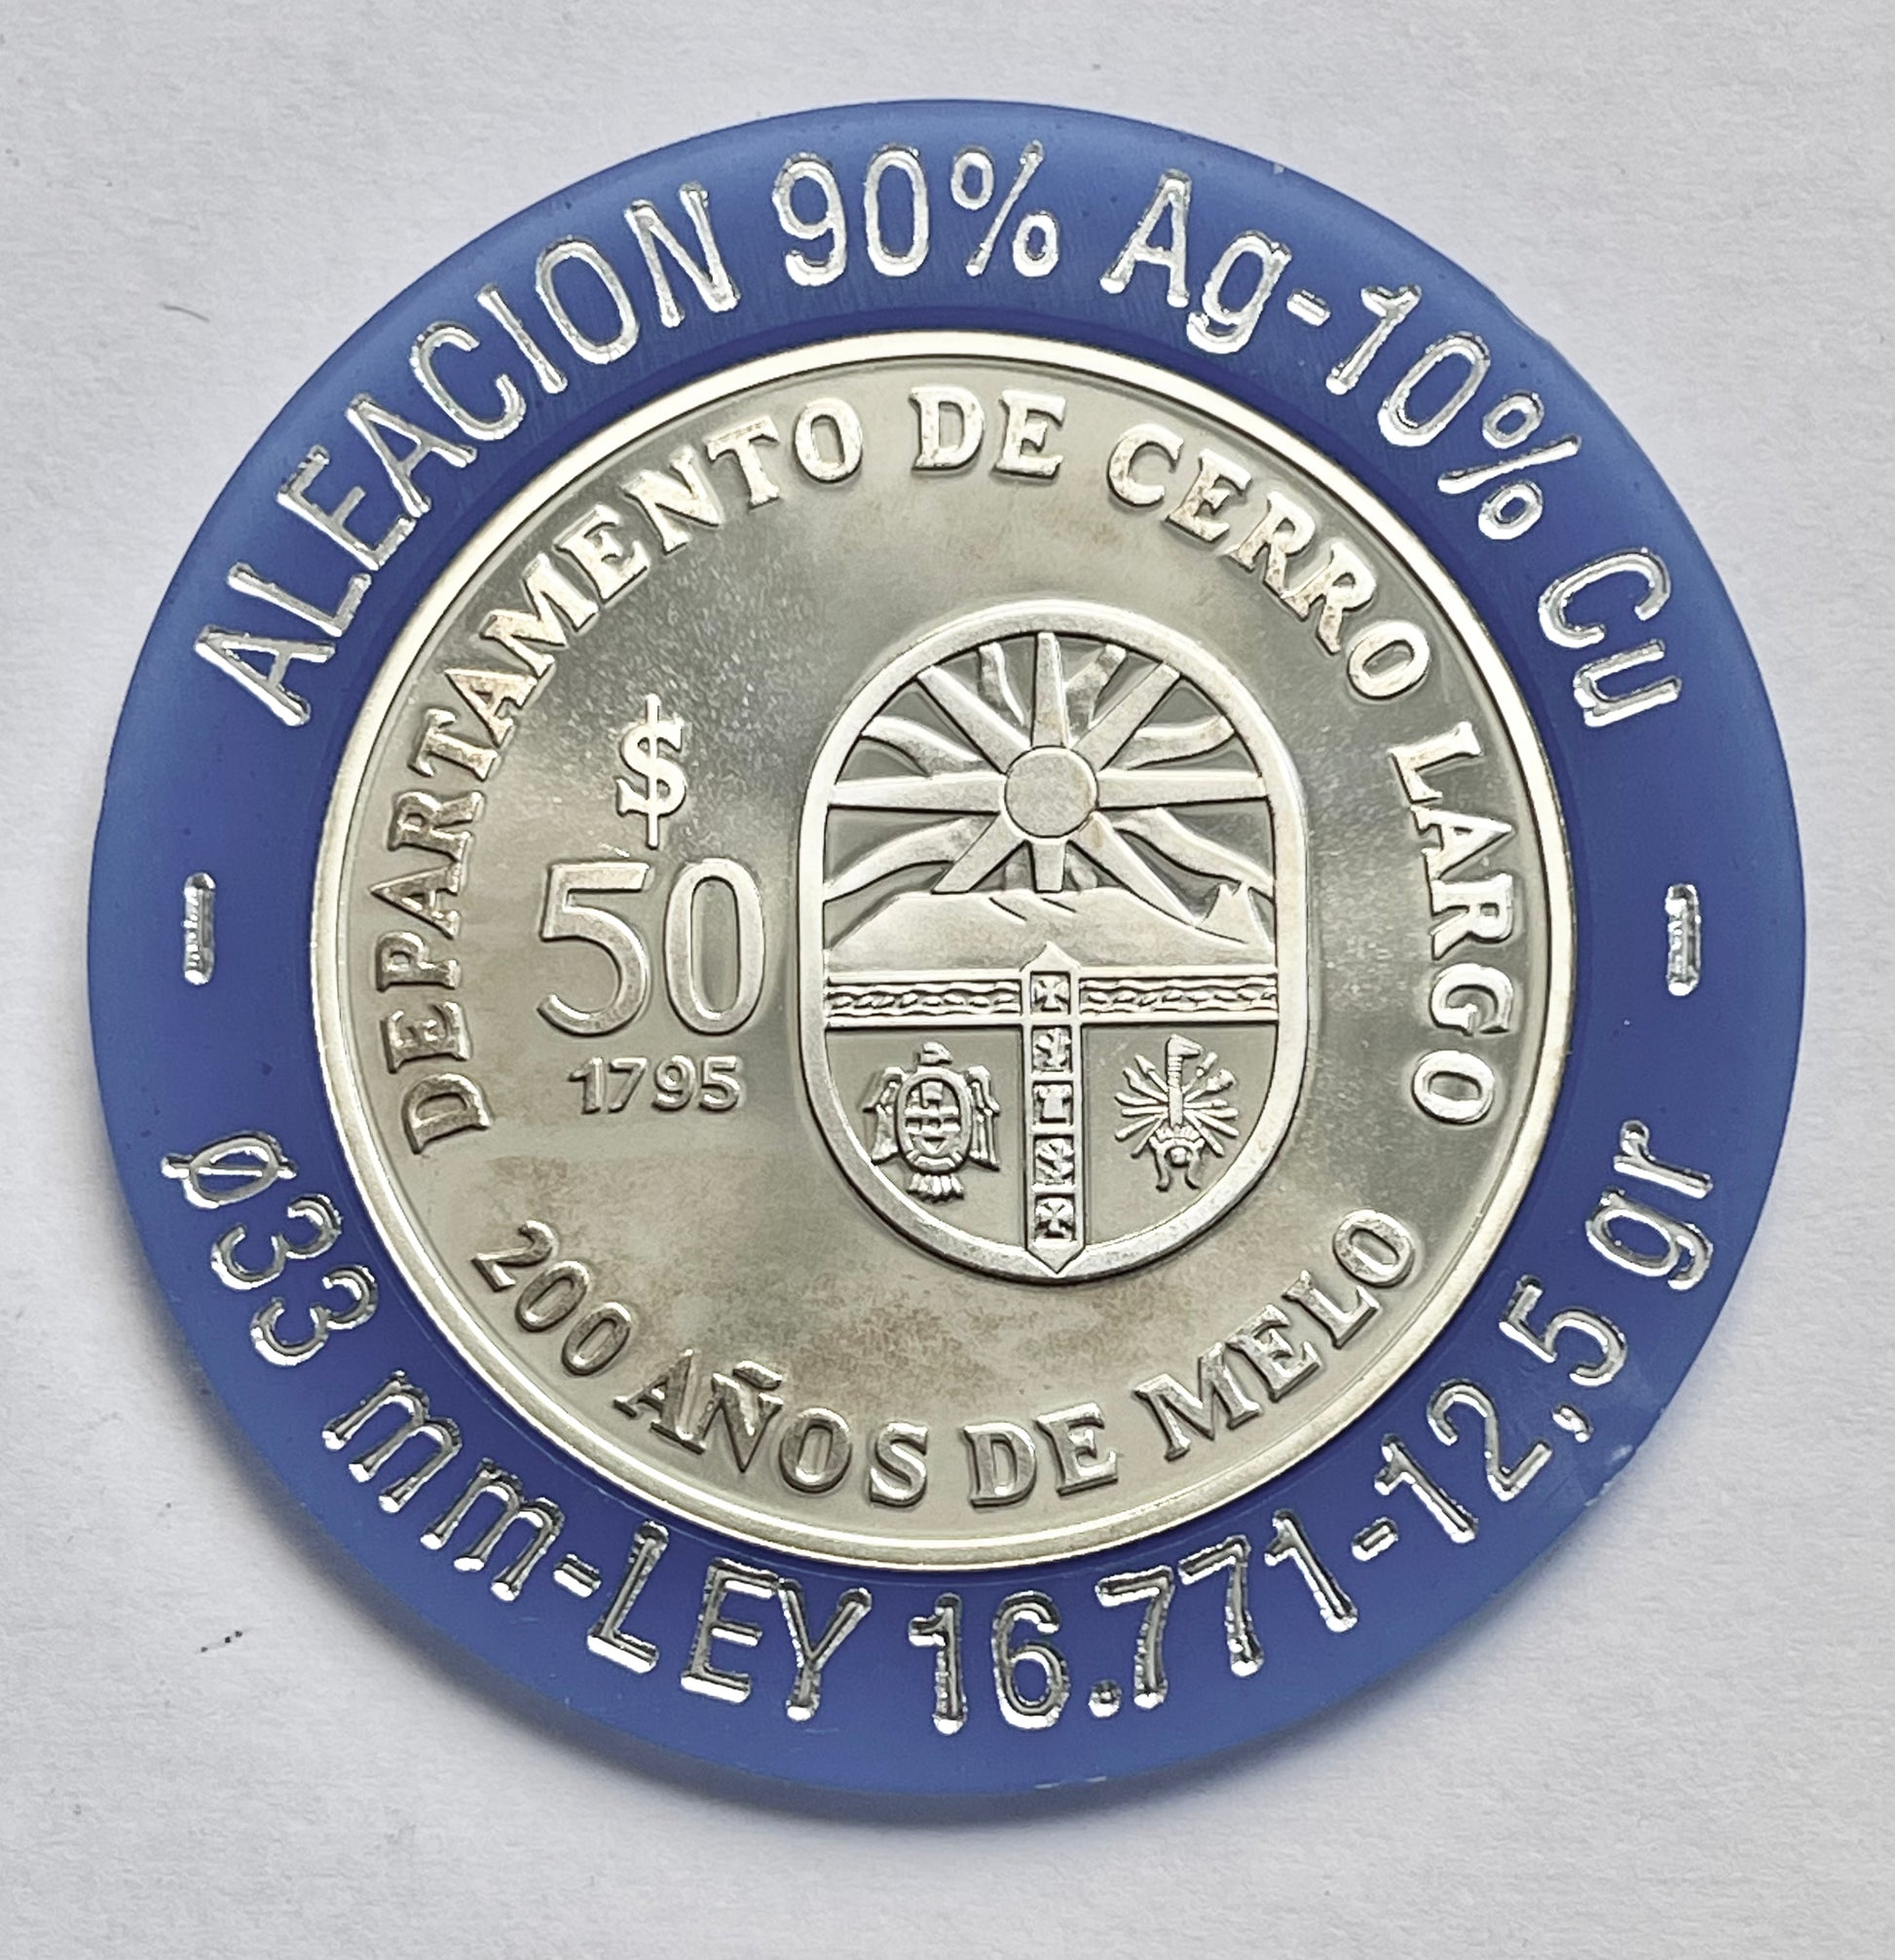 ALEACION 90% Ag-10% Cu
- -
Ø33 mm-LEY 16.771-12,5 gr
DEPARTAMENTO DE CERRO LARGO
$
50
1795
200 AÑOS DE MELO